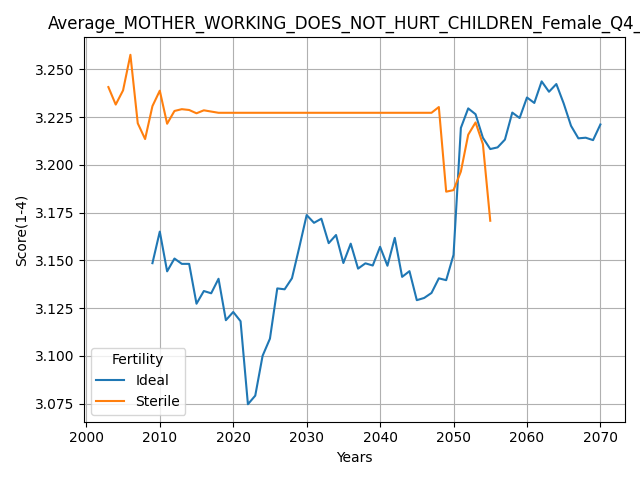 Average_MOTHER_WORKING_DOES_NOT_HURT_CHILDREN_Female_Q4_
3.250
3.225
3.200
3.175
3.150
3.125
3.100
3.075
Score(1-4)
Fertility
Ideal
Sterile
2000 2010 2020 2030 2040 2050 2060 2070
Years